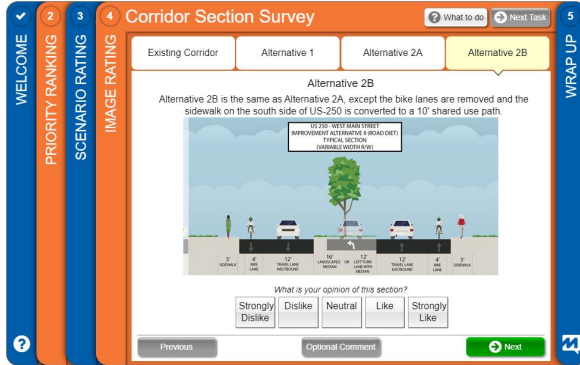 WELCOME
2
PRIORITY RANKING
3
SCENARIO RATING
4
IMAGE RATING
Corridor Section Survey
? What to do
Next Task
5
WRAP UP
Existing Corridor
Alternative 1
Alternative 2A
Alternative 2B
Alternative 2B
Alternative 2B is the same as Alternative 2A, except the bike lanes are removed and the
sidewalk on the south side of US-250 is converted to a 10' shared use path.
US 250 - WEST MAIN STREET
IMPROVEMENT ALTERNATIVE II (ROAD DIET)
TYPICAL
SECTION
(VARIABLE WIDTH R/W)
5'
SIDEWALK
4'
BIKE
LANE
12'
TRAVEL LANE
WESTBOUND
16'
LANDSCAPED
MEDIAN
OR
12'
LEFT TURN
LANE WITH
MEDIAN
12'
TRAVEL LANE
EASTBOUND
4'
BIKE
LANE
5'
SIDEWALK
What is your opinion of this section?
Strongly
Dislike
Dislike
Neutral
Like
Strongly
Like
?
Previous
Optional Comment
Next